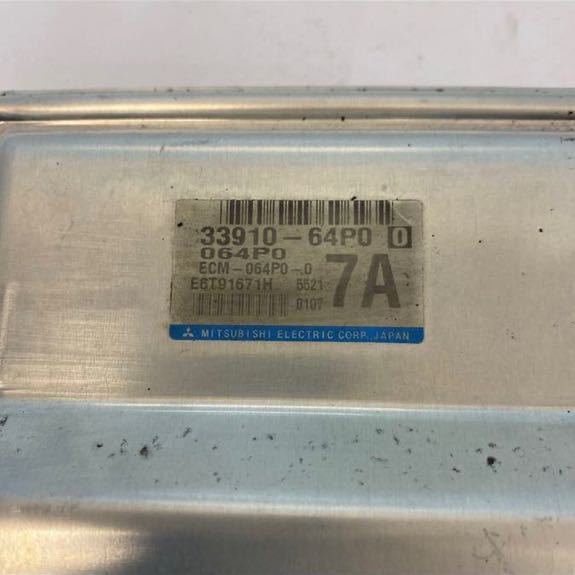 33910-64P0 0
064P0
ECM-064P0-0
7A
E6T91671H 5521
0107
MITSUBISHI ELECTRIC CORP., JAPAN